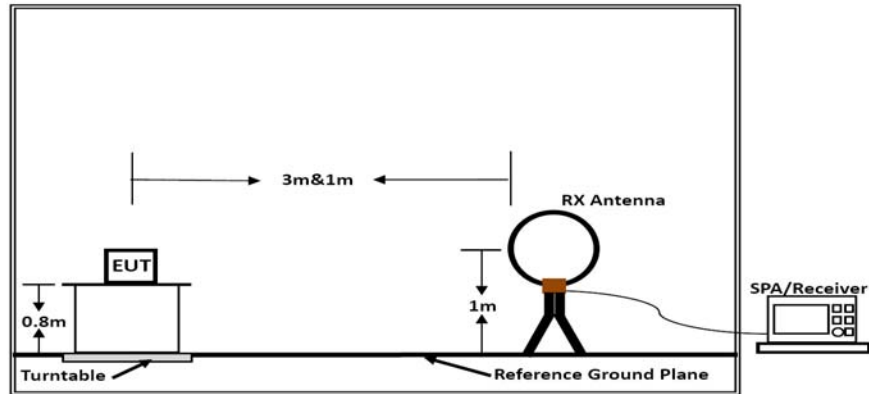 3m&1m
RX Antenna
EUT
SPA/Receiver
0.8m
1m
Turntable
Reference Ground Plane